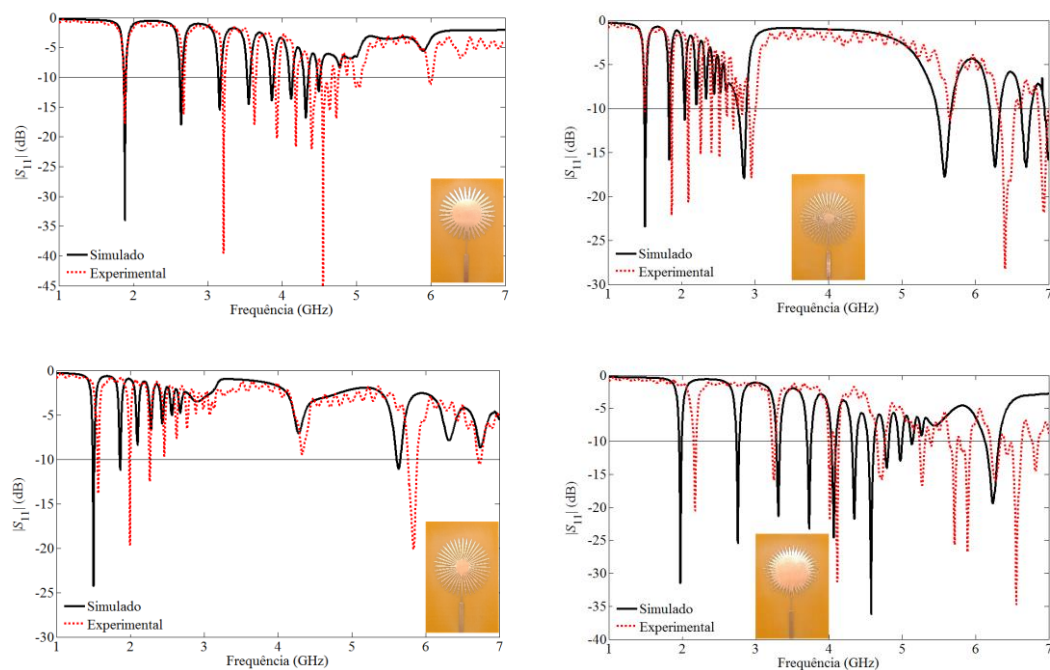 0
-5
-10
-15
-20
-25
-30
-35
-40
-45
|S11| (dB)
Simulado
Experimental
1 2 3 4 5 6 7
Frequência (GHz)
0
-5
-10
-15
-20
-25
-30
|S11| (dB)
Simulado
Experimental
1 2 3 4 5 6 7
Frequência (GHz)
0
-5
-10
-15
-20
-25
-30
|S11| (dB)
Simulado
Experimental
1 2 3 4 5 6 7
Frequência (GHz)
0
-5
-10
-15
-20
-25
-30
-35
-40
|S11| (dB)
Simulado
Experimental
1 2 3 4 5 6 7
Frequência (GHz)